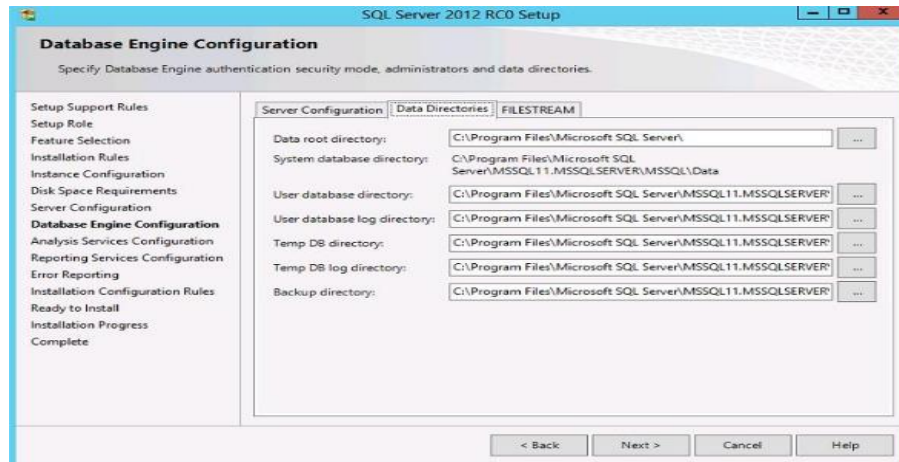 SQL Server 2012 RC0 Setup
Database Engine Configuration
Specify Database Engine authentication security mode, administrators and data directories.
Setup Support Rules
Setup Role
Feature Selection
Installation Rules
Instance Configuration
Disk Space Requirements
Server Configuration
Database Engine Configuration
Analysis Services Configuration
Reporting Services Configuration
Error Reporting
Installation Configuration Rules
Ready to Install
Installation Progress
Complete
Server Configuration Data Directories FILESTREAM
Data root directory: C:\Program Files\Microsoft SQL Server\ ...
System database directory: C:\Program Files\Microsoft SQL
Server\MSSQL11.MSSQLSERVER\MSSQL\Data
User database directory: C:\Program Files\Microsoft SQL Server\MSSQL11.MSSQLSERVER ...
User database log directory: C:\Program Files\Microsoft SQL Server\MSSQL11.MSSQLSERVER ...
Temp DB directory: C:\Program Files\Microsoft SQL Server\MSSQL11.MSSQLSERVER ...
Temp DB log directory: C:\Program Files\Microsoft SQL Server\MSSQL11.MSSQLSERVER ...
Backup directory: C:\Program Files\Microsoft SQL Server\MSSQL11.MSSQLSERVER ...
< Back Next > Cancel Help